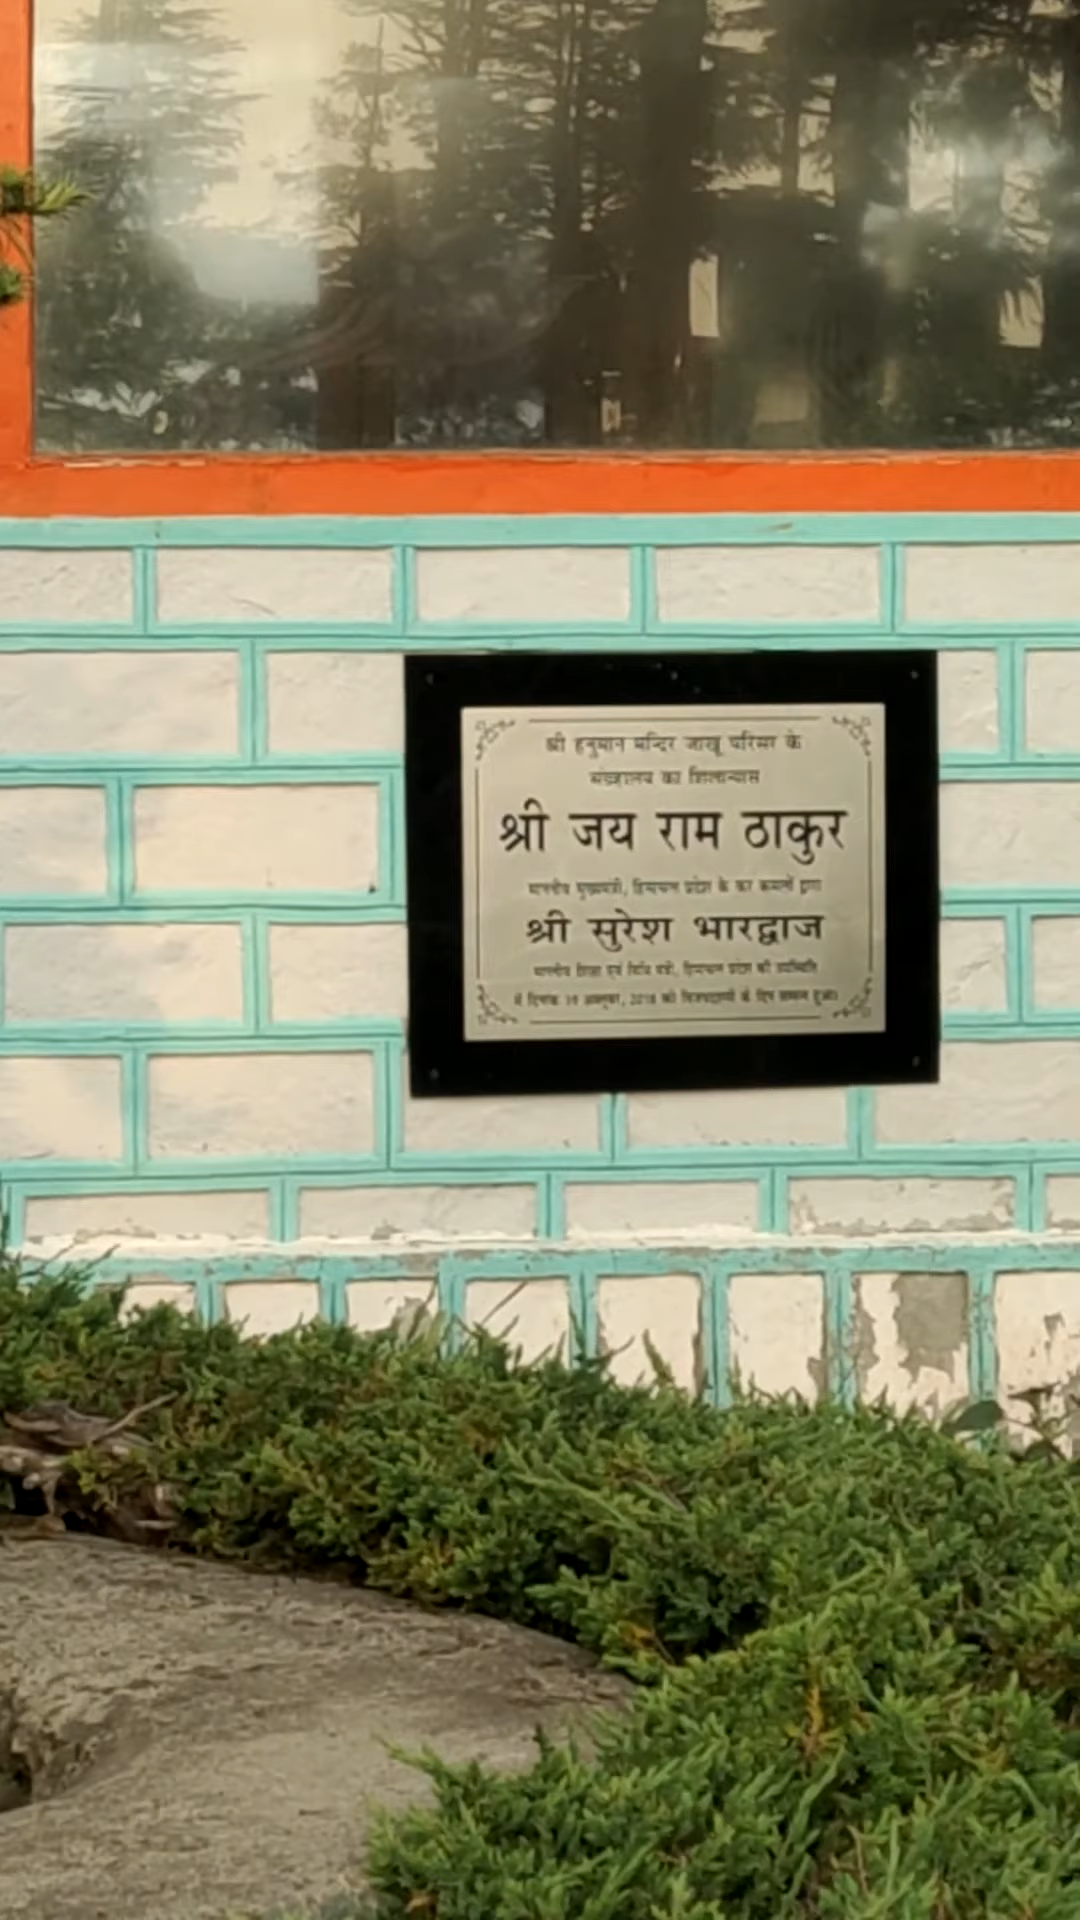 श्री हनुमान मन्दिर जाखू परिसर के
संग्रहालय का शिलान्यास
श्री जय राम ठाकुर
माननीय मुख्यमंत्री, हिमाचल प्रदेश के कर कमलों द्वारा
श्री सुरेश भारद्वाज
माननीय शिक्षा एवं विधि मंत्री, हिमाचल प्रदेश की उपस्थिति
में दिनांक 19 अक्तूबर, 2018 को विजयदशमी के दिन सम्पन्न हुआ।